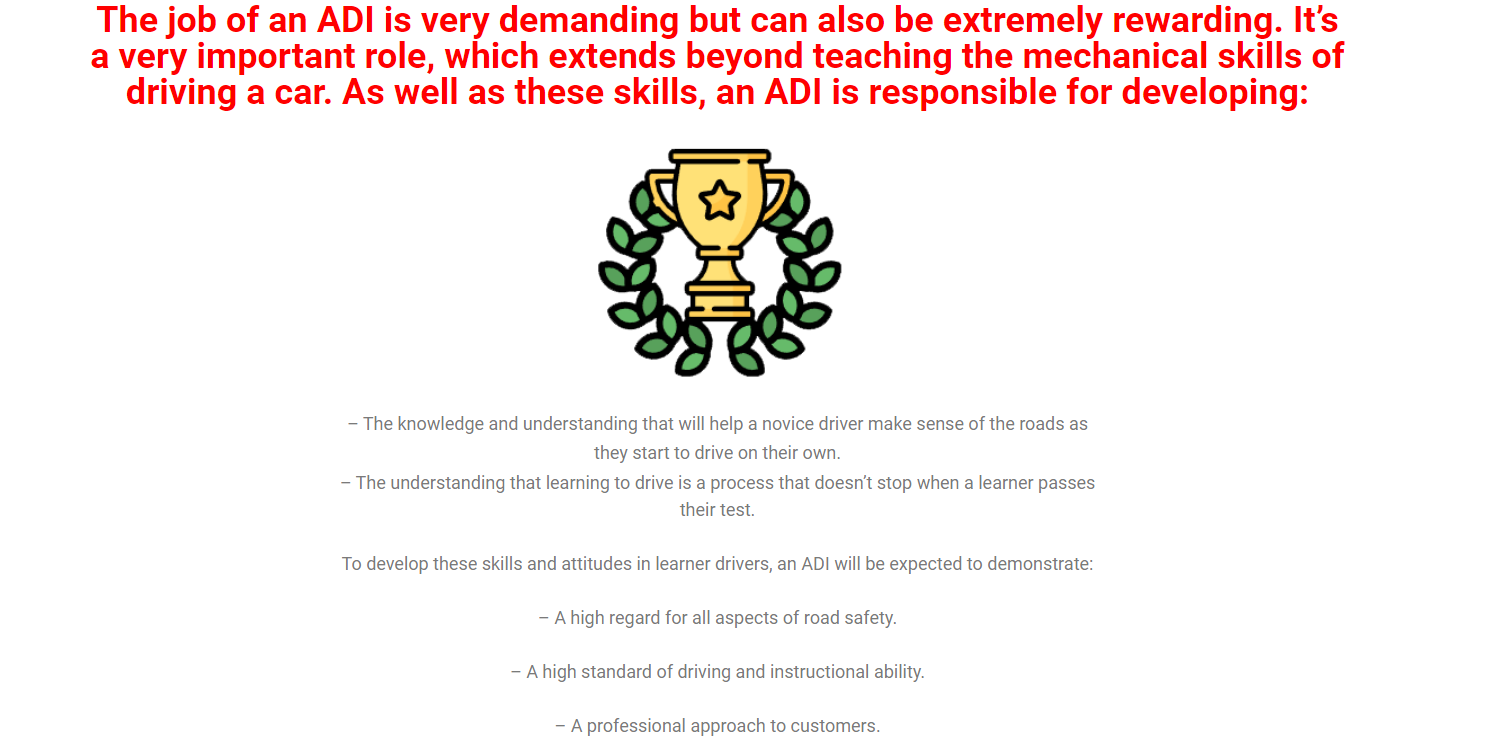 The job of an ADI is very demanding but can also be extremely rewarding. It’s
a very important role, which extends beyond teaching the mechanical skills of
driving a car. As well as these skills, an ADI is responsible for developing:
– The knowledge and understanding that will help a novice driver make sense of the roads as
they start to drive on their own.
– The understanding that learning to drive is a process that doesn’t stop when a learner passes
their test.
To develop these skills and attitudes in learner drivers, an ADI will be expected to demonstrate:
– A high regard for all aspects of road safety.
– A high standard of driving and instructional ability.
– A professional approach to customers.